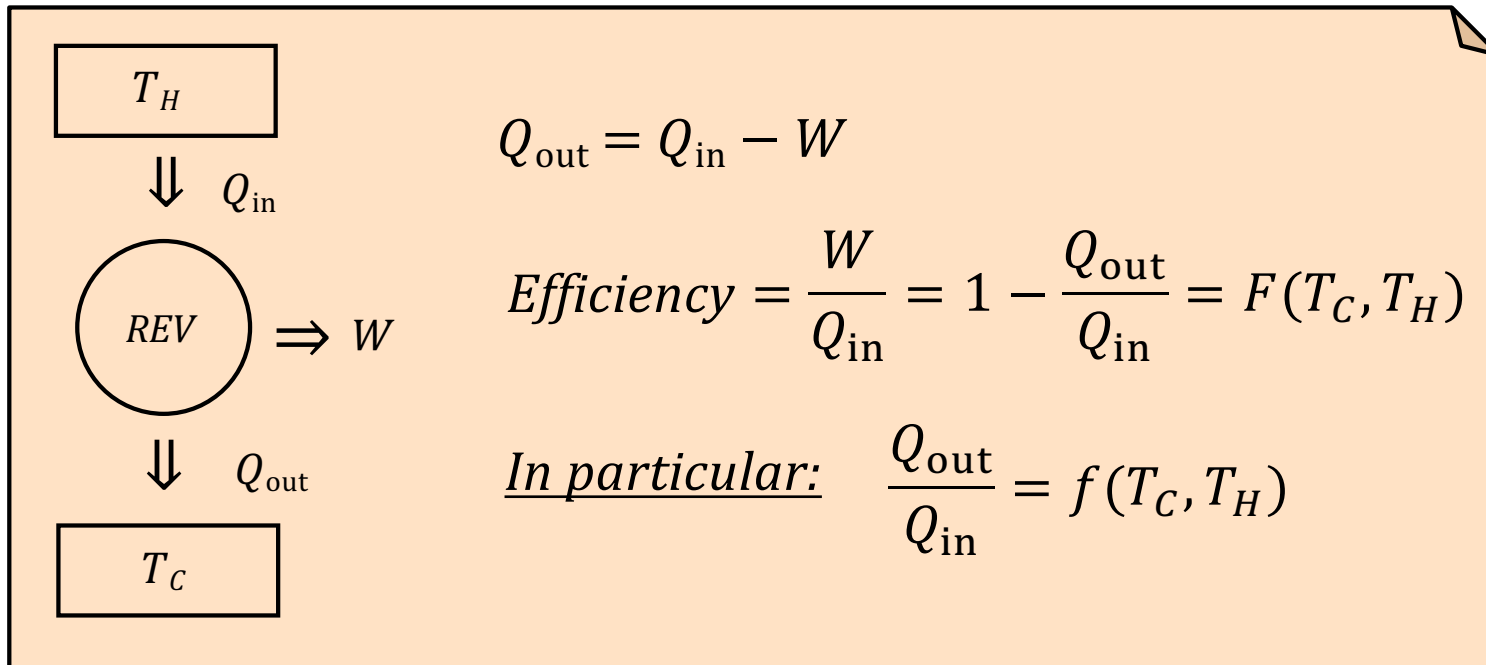 T_H
Q_in
REV ⇒ W
Q_out
T_C
Q_out = Q_in − W
Efficiency = W/Q_in = 1 − Q_out/Q_in = F(T_C, T_H)
In particular: Q_out/Q_in = f(T_C, T_H)